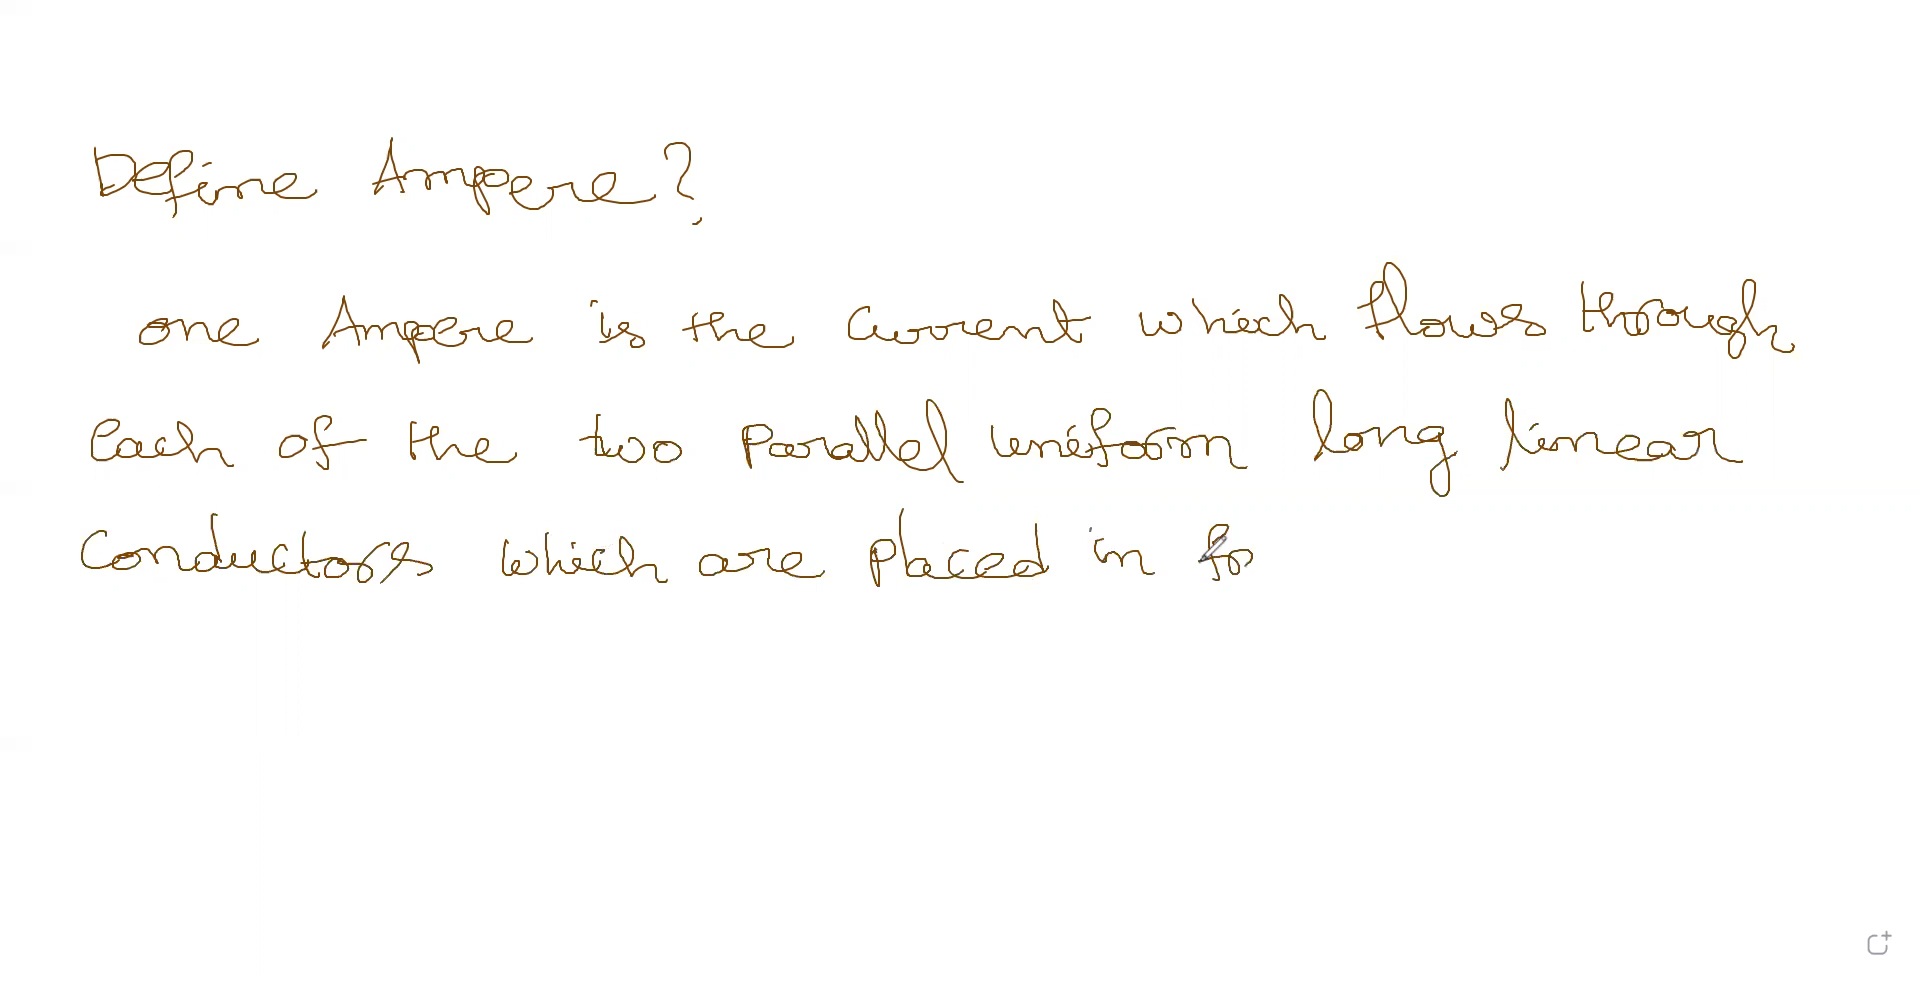 Define Ampere?
one Ampere is the current which flows through
each of the two Parallel uniform long linear
Conductors which are placed in